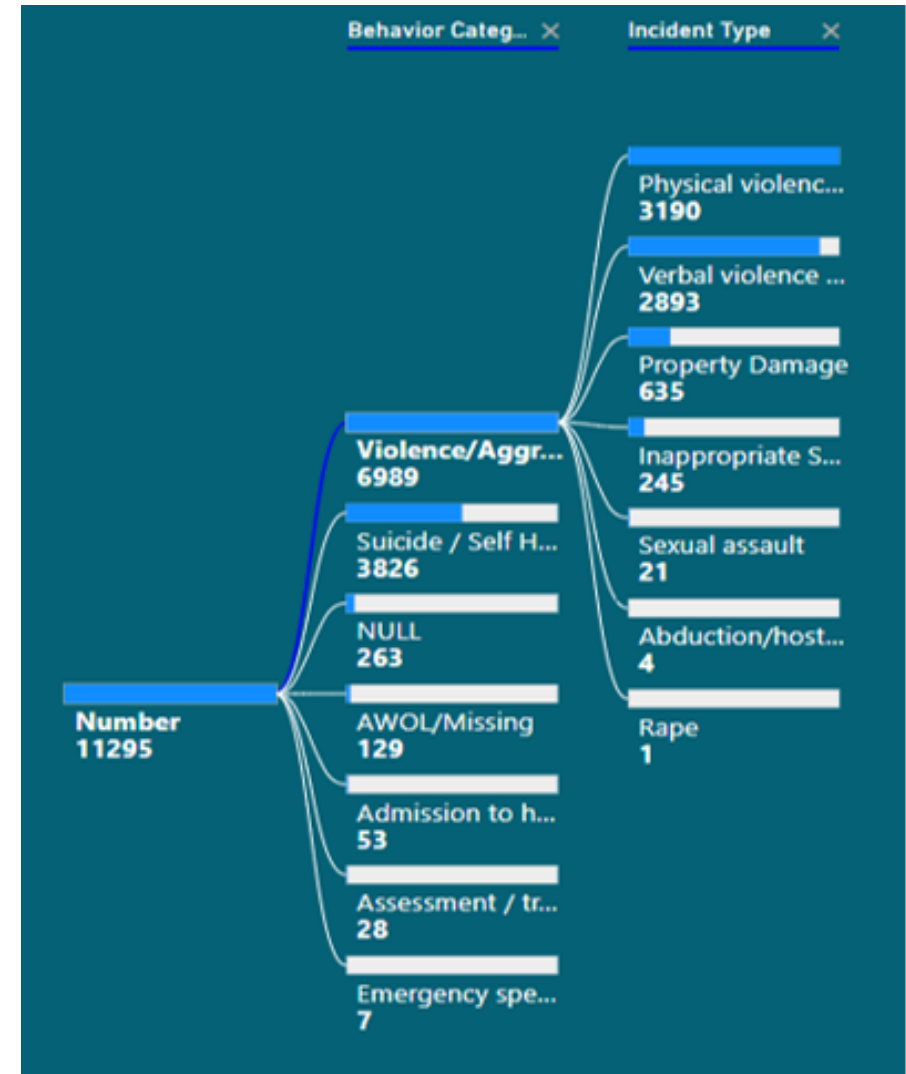 Behavior Categ... ×
Incident Type ×
Physical violenc...
3190
Verbal violence ...
2893
Property Damage
635
Inappropriate S...
245
Sexual assault
21
Abduction/host...
4
Rape
1
Violence/Aggr...
6989
Suicide / Self H...
3826
NULL
263
AWOL/Missing
129
Admission to h...
53
Assessment / tr...
28
Emergency spe...
7
Number
11295